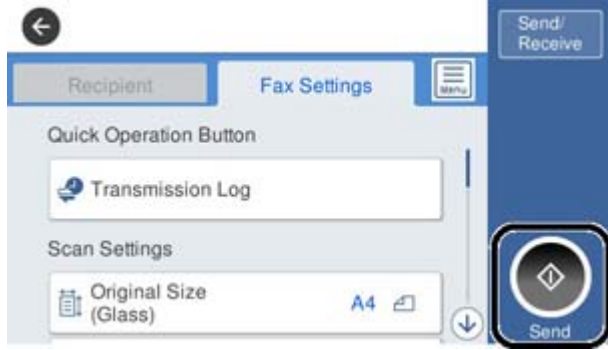 Send/
Receive
Recipient
Fax Settings
Menu
Quick Operation Button
Transmission Log
Scan Settings
Original Size
(Glass)
A4
Send